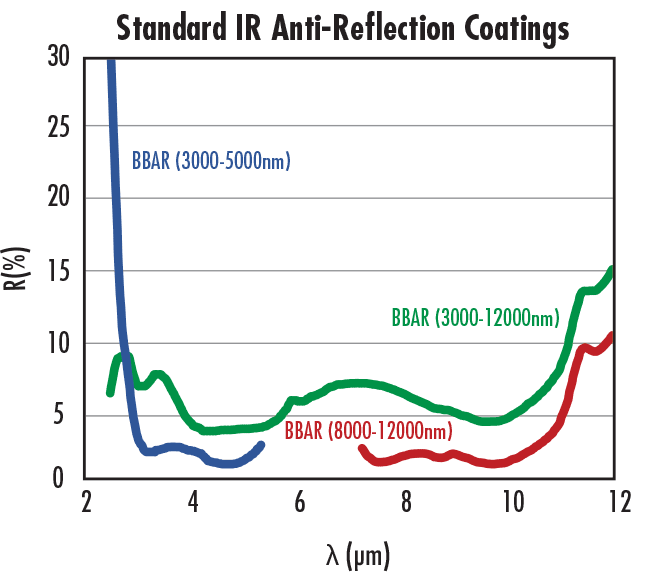 Standard IR Anti-Reflection Coatings
30
25
20
15
10
5
0
R(%)
BBAR (3000-5000nm)
BBAR (3000-12000nm)
BBAR (8000-12000nm)
2 4 6 8 10 12
λ (µm)